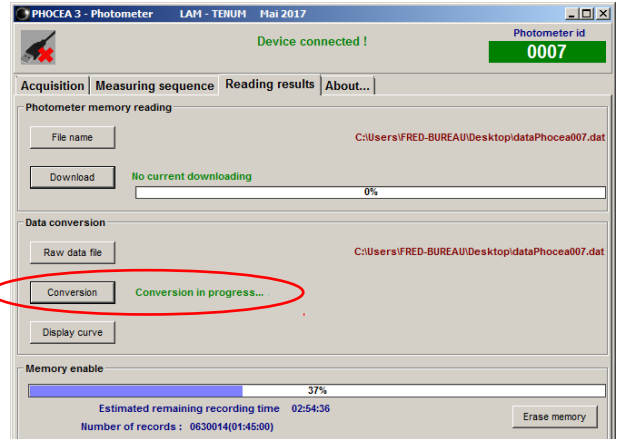 PHOCEA 3 - Photometer LAM - TENUM Mai 2017
Device connected !
Photometer id
0007
Acquisition Measuring sequence Reading results About...
Photometer memory reading
File name C:\Users\FRED-BUREAU\Desktop\dataPhocea007.dat
Download No current downloading
0%
Data conversion
Raw data file C:\Users\FRED-BUREAU\Desktop\dataPhocea007.dat
Conversion Conversion in progress...
Display curve
Memory enable
37%
Estimated remaining recording time 02:54:36
Number of records : 0630014(01:45:00)
Erase memory